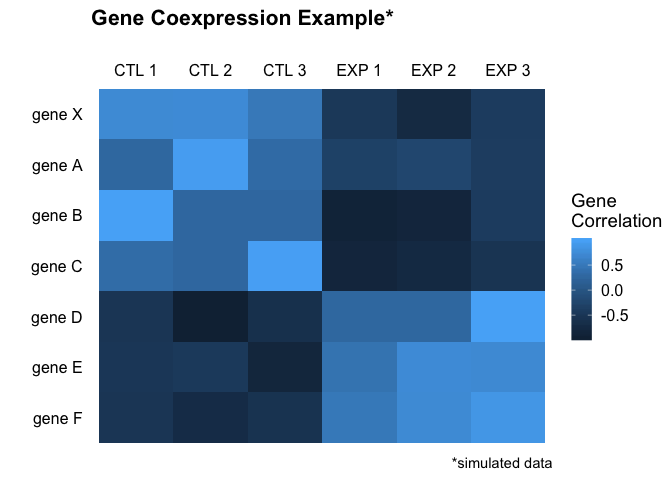 Gene Coexpression Example*
CTL 1 CTL 2 CTL 3 EXP 1 EXP 2 EXP 3
gene X
gene A
gene B
gene C
gene D
gene E
gene F
Gene
Correlation
0.5
0.0
-0.5
*simulated data